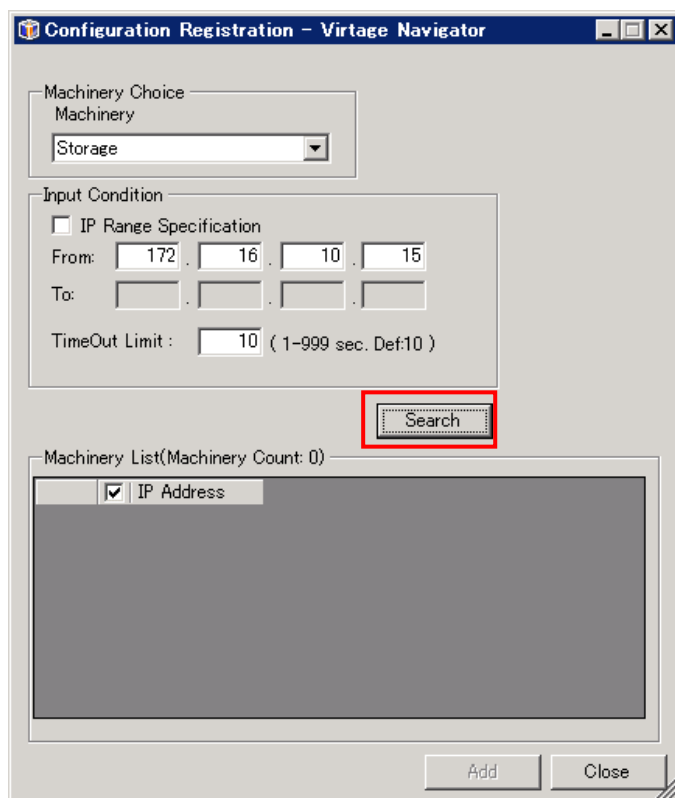 Configuration Registration - Virtage Navigator
Machinery Choice
Machinery
Storage
Input Condition
IP Range Specification
From: 172 . 16 . 10 . 15
To: . . .
TimeOut Limit : 10 ( 1-999 sec. Def:10 )
Search
Machinery List(Machinery Count: 0)
IP Address
Add Close